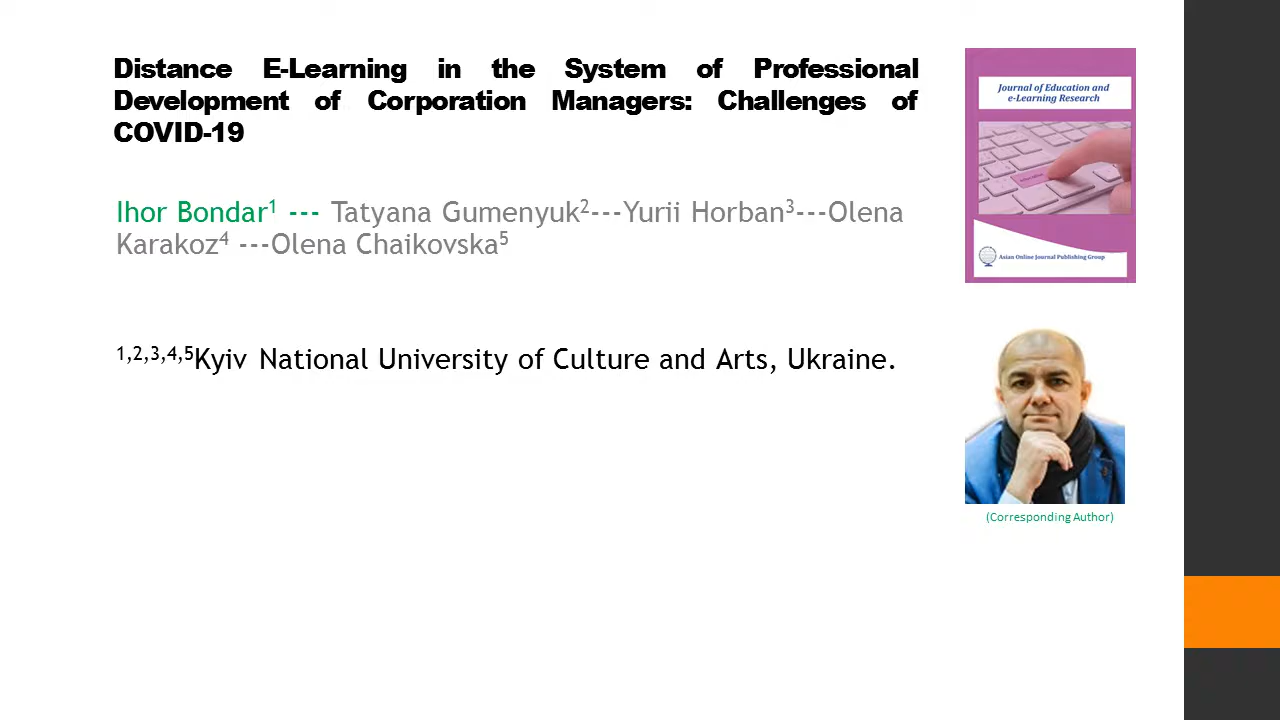 Distance E-Learning in the System of Professional
Development of Corporation Managers: Challenges of
COVID-19
Ihor Bondar¹ --- Tatyana Gumenyuk²---Yurii Horban³---Olena
Karakoz⁴ ---Olena Chaikovska⁵
¹,²,³,⁴,⁵Kyiv National University of Culture and Arts, Ukraine.
Journal of Education and
e-Learning Research
Asian Online Journal Publishing Group
(Corresponding Author)